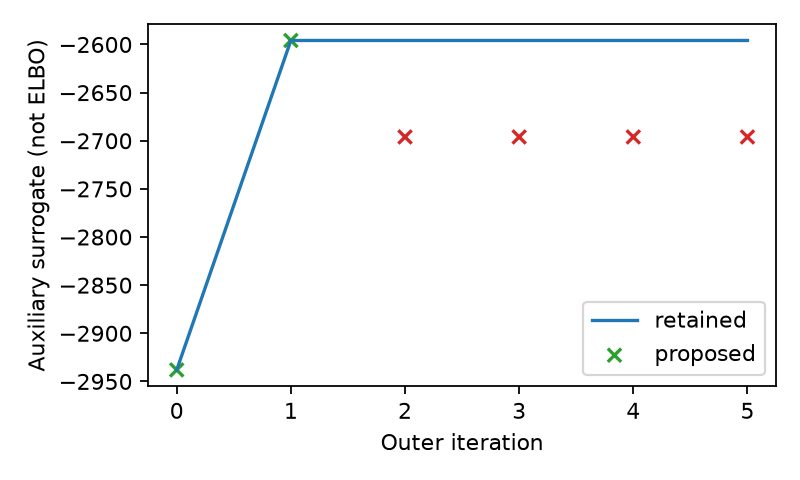 Auxiliary surrogate (not ELBO)
−2600
−2650
−2700
−2750
−2800
−2850
−2900
−2950
retained
proposed
0 1 2 3 4 5
Outer iteration